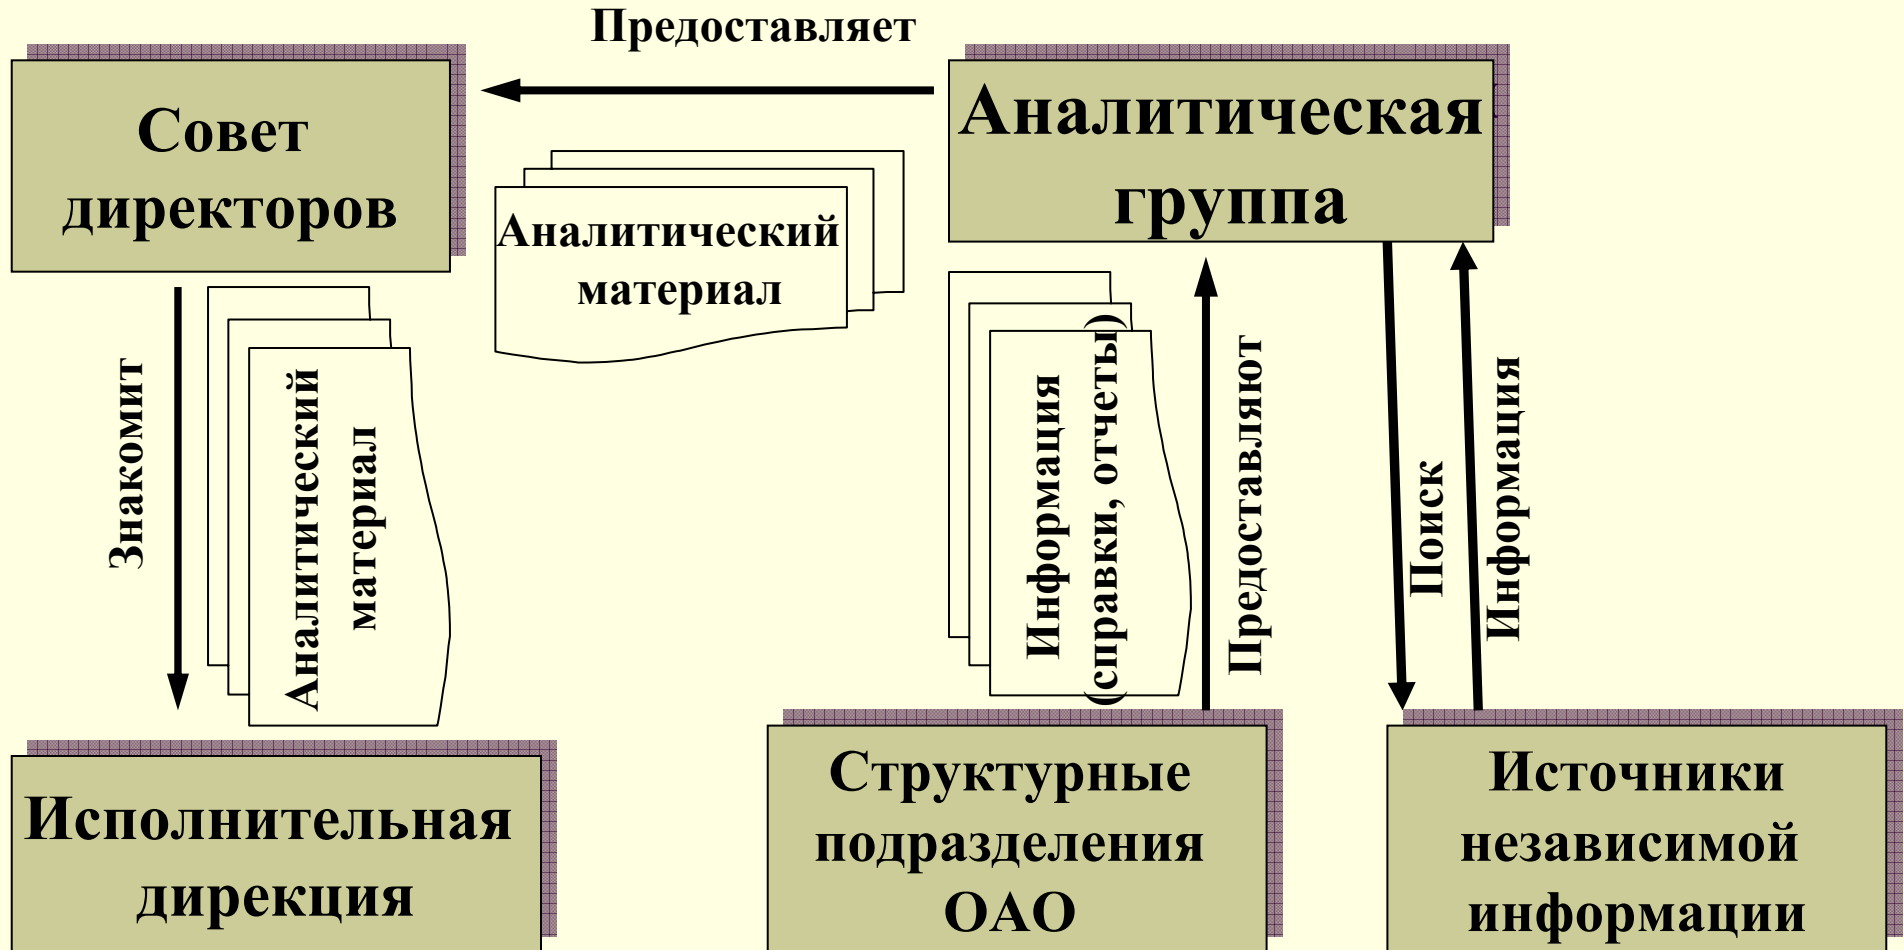 Предоставляет
Совет
директоров
Аналитическая
группа
Аналитический
материал
Знакомит
Аналитический
материал
Информация
(справки, отчеты)
Предоставляют
Поиск
Информация
Исполнительная
дирекция
Структурные
подразделения
ОАО
Источники
независимой
информации